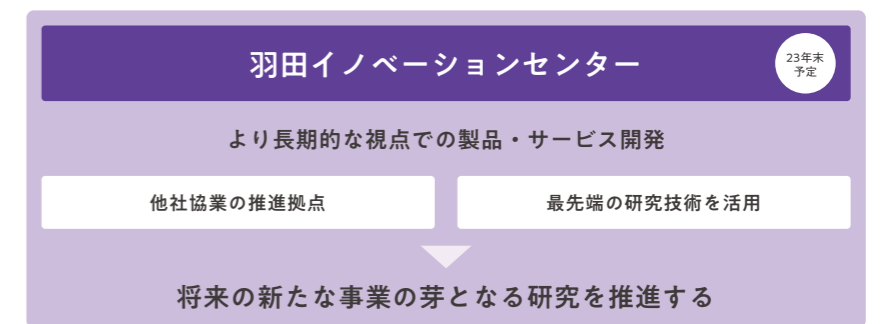 羽田イノベーションセンター
23年末
予定
より長期的な視点での製品・サービス開発
他社協業の推進拠点
最先端の研究技術を活用
将来の新たな事業の芽となる研究を推進する